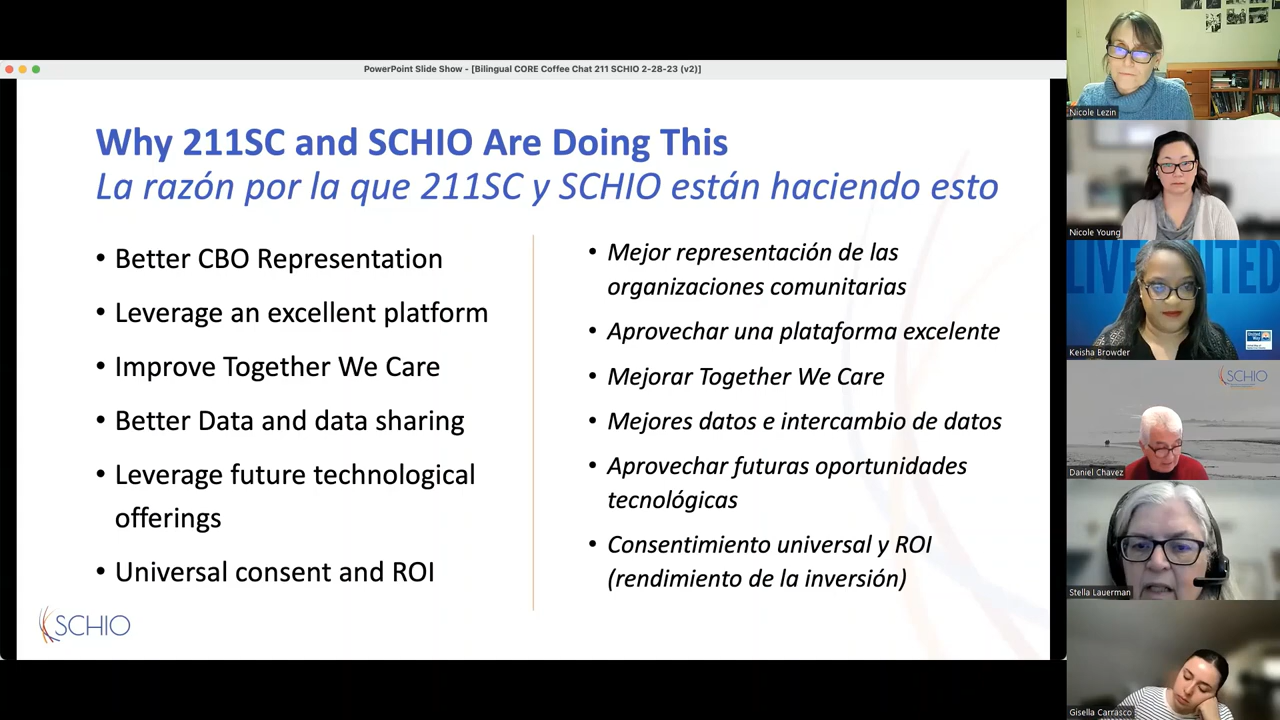 PowerPoint Slide Show - [Bilingual CORE Coffee Chat 211 SCHIO 2-28-23 (v2)]
Why 211SC and SCHIO Are Doing This
La razón por la que 211SC y SCHIO están haciendo esto
• Better CBO Representation
• Leverage an excellent platform
• Improve Together We Care
• Better Data and data sharing
• Leverage future technological
offerings
• Universal consent and ROI
• Mejor representación de las
organizaciones comunitarias
• Aprovechar una plataforma excelente
• Mejorar Together We Care
• Mejores datos e intercambio de datos
• Aprovechar futuras oportunidades
tecnológicas
• Consentimiento universal y ROI
(rendimiento de la inversión)
SCHIO
Nicole Lezin
Nicole Young
LIVE UNITED
United
Way
Keisha Browder
SCHIO
Daniel Chavez
Stella Lauerman
Gisella Carrasco